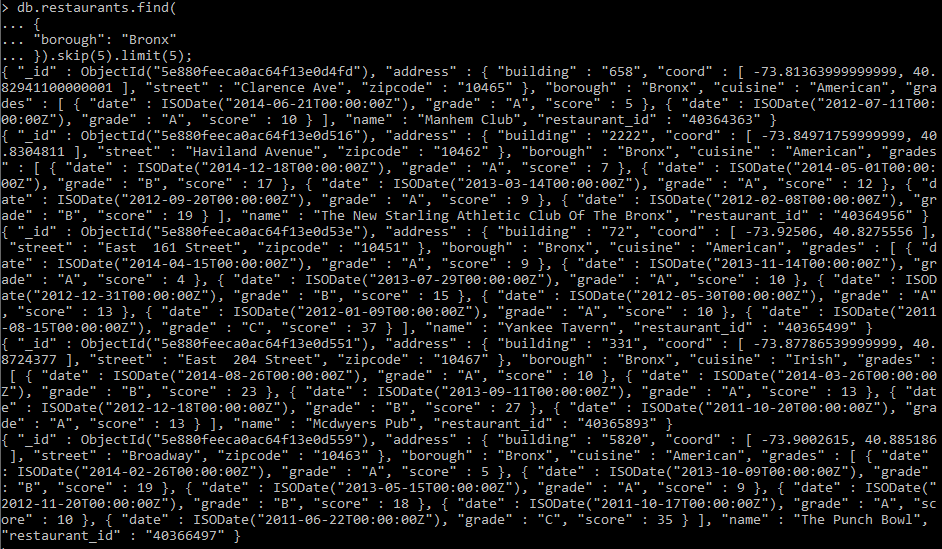 > db.restaurants.find(
... {
... "borough": "Bronx"
... }).skip(5).limit(5);
{ "_id" : ObjectId("5e880feeca0ac64f13e0d4fd"), "address" : { "building" : "658", "coord" : [ -73.81363999999999, 40.
82941100000001 ], "street" : "Clarence Ave", "zipcode" : "10465" }, "borough" : "Bronx", "cuisine" : "American", "gra
des" : [ { "date" : ISODate("2014-06-21T00:00:00Z"), "grade" : "A", "score" : 5 }, { "date" : ISODate("2012-07-11T00:
00:00Z"), "grade" : "A", "score" : 10 } ], "name" : "Manhem Club", "restaurant_id" : "40364363" }
{ "_id" : ObjectId("5e880feeca0ac64f13e0d516"), "address" : { "building" : "2222", "coord" : [ -73.84971759999999, 40
.8304811 ], "street" : "Haviland Avenue", "zipcode" : "10462" }, "borough" : "Bronx", "cuisine" : "American", "grades
" : [ { "date" : ISODate("2014-12-18T00:00:00Z"), "grade" : "A", "score" : 7 }, { "date" : ISODate("2014-05-01T00:00:
00Z"), "grade" : "B", "score" : 17 }, { "date" : ISODate("2013-03-14T00:00:00Z"), "grade" : "A", "score" : 12 }, { "d
ate" : ISODate("2012-09-20T00:00:00Z"), "grade" : "A", "score" : 9 }, { "date" : ISODate("2012-02-08T00:00:00Z"), "gr
ade" : "B", "score" : 19 } ], "name" : "The New Starling Athletic Club Of The Bronx", "restaurant_id" : "40364956" }
{ "_id" : ObjectId("5e880feeca0ac64f13e0d53e"), "address" : { "building" : "72", "coord" : [ -73.92506, 40.8275556 ],
 "street" : "East  161 Street", "zipcode" : "10451" }, "borough" : "Bronx", "cuisine" : "American", "grades" : [ { "d
ate" : ISODate("2014-04-15T00:00:00Z"), "grade" : "A", "score" : 9 }, { "date" : ISODate("2013-11-14T00:00:00Z"), "gr
ade" : "A", "score" : 4 }, { "date" : ISODate("2013-07-29T00:00:00Z"), "grade" : "A", "score" : 10 }, { "date" : ISOD
ate("2012-12-31T00:00:00Z"), "grade" : "B", "score" : 15 }, { "date" : ISODate("2012-05-30T00:00:00Z"), "grade" : "A"
, "score" : 13 }, { "date" : ISODate("2012-01-09T00:00:00Z"), "grade" : "A", "score" : 10 }, { "date" : ISODate("2011
-08-15T00:00:00Z"), "grade" : "C", "score" : 37 } ], "name" : "Yankee Tavern", "restaurant_id" : "40365499" }
{ "_id" : ObjectId("5e880feeca0ac64f13e0d551"), "address" : { "building" : "331", "coord" : [ -73.87786539999999, 40.
8724377 ], "street" : "East  204 Street", "zipcode" : "10467" }, "borough" : "Bronx", "cuisine" : "Irish", "grades" :
 [ { "date" : ISODate("2014-08-26T00:00:00Z"), "grade" : "A", "score" : 10 }, { "date" : ISODate("2014-03-26T00:00:00
Z"), "grade" : "B", "score" : 23 }, { "date" : ISODate("2013-09-11T00:00:00Z"), "grade" : "A", "score" : 13 }, { "dat
e" : ISODate("2012-12-18T00:00:00Z"), "grade" : "B", "score" : 27 }, { "date" : ISODate("2011-10-20T00:00:00Z"), "gra
de" : "A", "score" : 13 } ], "name" : "Mcdwyers Pub", "restaurant_id" : "40365893" }
{ "_id" : ObjectId("5e880feeca0ac64f13e0d559"), "address" : { "building" : "5820", "coord" : [ -73.9002615, 40.885186
 ], "street" : "Broadway", "zipcode" : "10463" }, "borough" : "Bronx", "cuisine" : "American", "grades" : [ { "date"
: ISODate("2014-02-26T00:00:00Z"), "grade" : "A", "score" : 5 }, { "date" : ISODate("2013-10-09T00:00:00Z"), "grade"
: "B", "score" : 19 }, { "date" : ISODate("2013-05-15T00:00:00Z"), "grade" : "A", "score" : 9 }, { "date" : ISODate("
2012-11-20T00:00:00Z"), "grade" : "B", "score" : 18 }, { "date" : ISODate("2011-10-17T00:00:00Z"), "grade" : "A", "sc
ore" : 10 }, { "date" : ISODate("2011-06-22T00:00:00Z"), "grade" : "C", "score" : 35 } ], "name" : "The Punch Bowl",
"restaurant_id" : "40366497" }